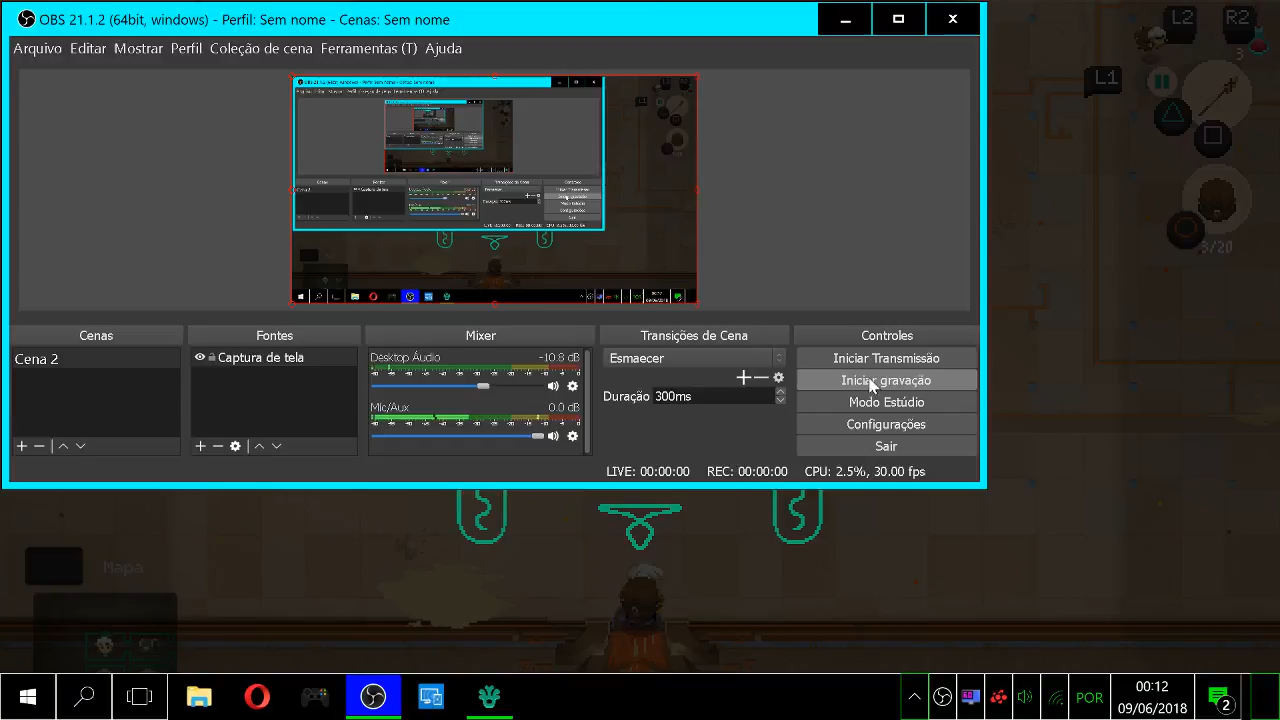 OBS 21.1.2 (64bit, windows) - Perfil: Sem nome - Cenas: Sem nome
Arquivo Editar Mostrar Perfil Coleção de cena Ferramentas (T) Ajuda
L2 R2
3
L1
3/20
Cenas Fontes Mixer Transições de Cena Controles
Cena 2
Captura de tela
Desktop Áudio -10.8 dB
Mic/Aux 0.0 dB
Esmaecer
Duração 300ms
Iniciar Transmissão
Iniciar gravação
Modo Estúdio
Configurações
Sair
LIVE: 00:00:00 REC: 00:00:00 CPU: 2.5%, 30.00 fps
Mapa
POR
00:12
09/06/2018
2